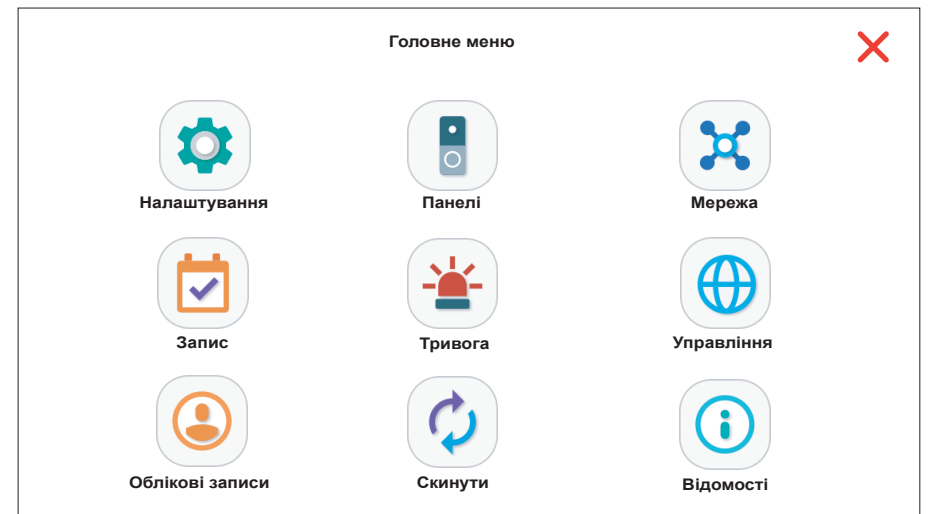 Головне меню
Налаштування
Панелі
Мережа
Запис
Тривога
Управління
Облікові записи
Скинути
Відомості